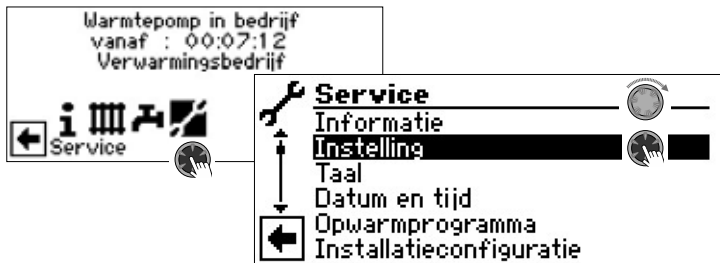 Warmtepomp in bedrijf
vanaf : 00:07:12
Verwarmingsbedrijf
Service
Service
Informatie
Instelling
Taal
Datum en tijd
Opwarmprogramma
Installatieconfiguratie